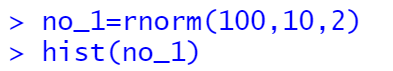 > no_1=rnorm(100,10,2)
> hist(no_1)